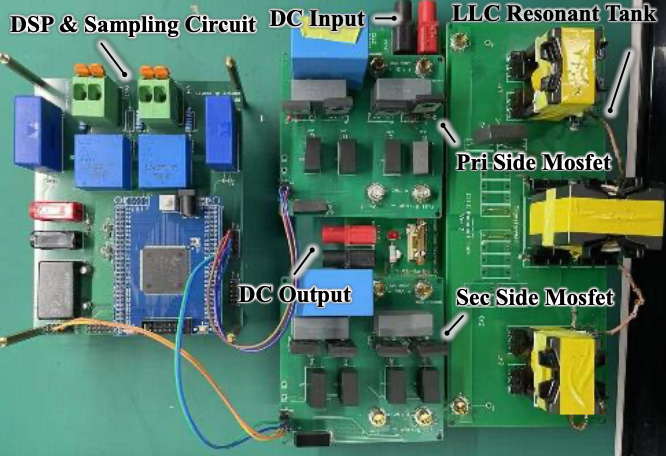 DSP & Sampling Circuit
DC Input
LLC Resonant Tank
Pri Side Mosfet
DC Output
Sec Side Mosfet